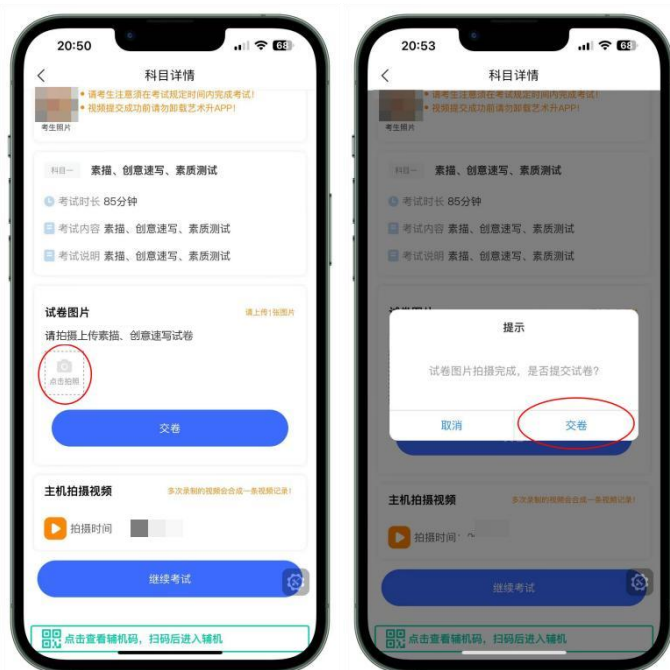 20:50
68
科目详情
• 请考生注意须在考试规定时间内完成考试!
• 视频提交成功前请勿卸载艺术升APP!
考生照片
科目一 素描、创意速写、素质测试
考试时长 85分钟
考试内容 素描、创意速写、素质测试
考试说明 素描、创意速写、素质测试
试卷图片 请上传1张图片
请拍摄上传素描、创意速写试卷
点击拍照
交卷
主机拍摄视频 多次录制的视频会合成一条视频记录!
拍摄时间
继续考试
点击查看辅机码，扫码后进入辅机
20:53
68
科目详情
• 请考生注意须在考试规定时间内完成考试!
• 视频提交成功前请勿卸载艺术升APP!
考生照片
科目一 素描、创意速写、素质测试
考试时长 85分钟
考试内容 素描、创意速写、素质测试
考试说明 素描、创意速写、素质测试
提示
试卷图片拍摄完成，是否提交试卷?
取消 交卷
主机拍摄视频 多次录制的视频会合成一条视频记录!
拍摄时间:
继续考试
点击查看辅机码，扫码后进入辅机